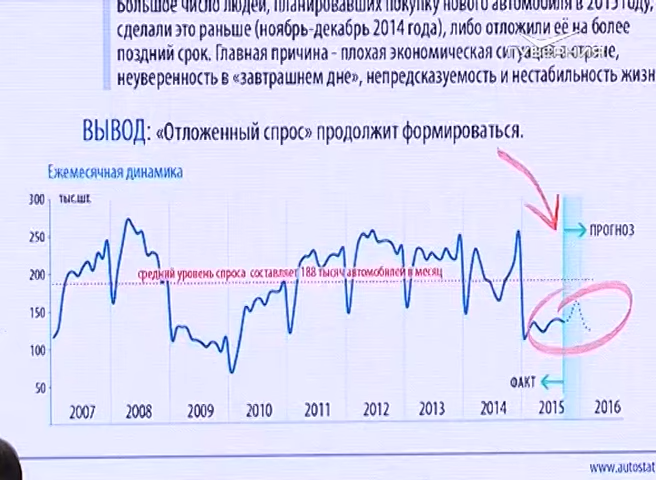 Большое число людей, планировавших покупку нового автомобиля в 2015 году,
сделали это раньше (ноябрь-декабрь 2014 года), либо отложили её на более
поздний срок. Главная причина - плохая экономическая ситуация в стране,
неуверенность в «завтрашнем дне», непредсказуемость и нестабильность жизн
ВЫВОД: «Отложенный спрос» продолжит формироваться.
Ежемесячная динамика
300 тыс.шт.
250
ПРОГНОЗ
200
средний уровень спроса составляет 188 тысяч автомобилей в месяц
150
100
50
ФАКТ
2007 2008 2009 2010 2011 2012 2013 2014 2015 2016
www.autostat